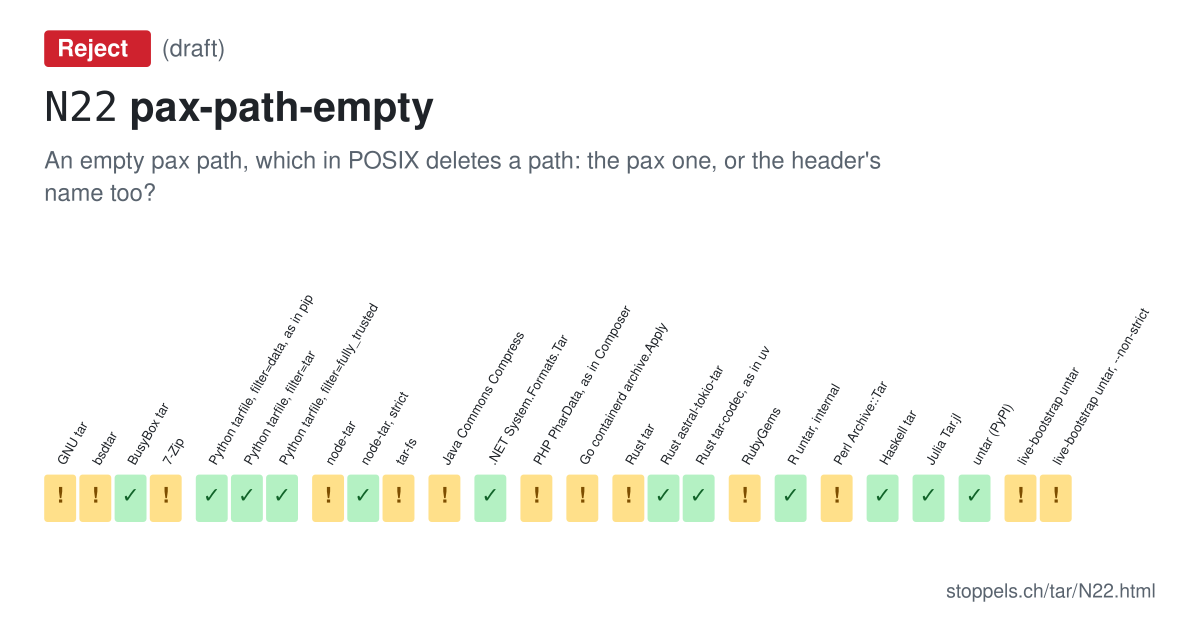 Reject (draft)
N22 pax-path-empty
An empty pax path, which in POSIX deletes a path: the pax one, or the header's
name too?
GNU tar
bsdtar
BusyBox tar
7-Zip
Python tarfile, filter=data, as in pip
Python tarfile, filter=tar
Python tarfile, filter=fully_trusted
node-tar
node-tar, strict
tar-fs
Java Commons Compress
.NET System.Formats.Tar
PHP PharData, as in Composer
Go containerd archive.Apply
Rust tar
Rust astral-tokio-tar
Rust tar-codec, as in uv
RubyGems
R untar, internal
Perl Archive::Tar
Haskell tar
Julia Tar.jl
untar (PyPI)
live-bootstrap untar
live-bootstrap untar, --non-strict
! ! ✓ ! ✓ ✓ ✓ ! ✓ ! ! ✓ ! ! ! ✓ ✓ ! ✓ ! ✓ ✓ ✓ ! !
stoppels.ch/tar/N22.html